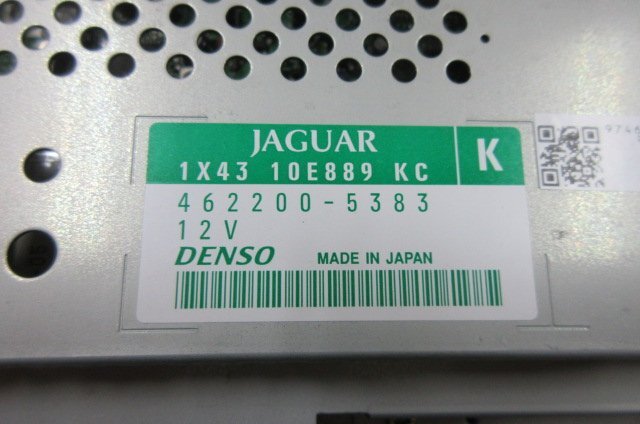 JAGUAR
1X43 10E889 KC
K
462200-5383
12V
DENSO MADE IN JAPAN